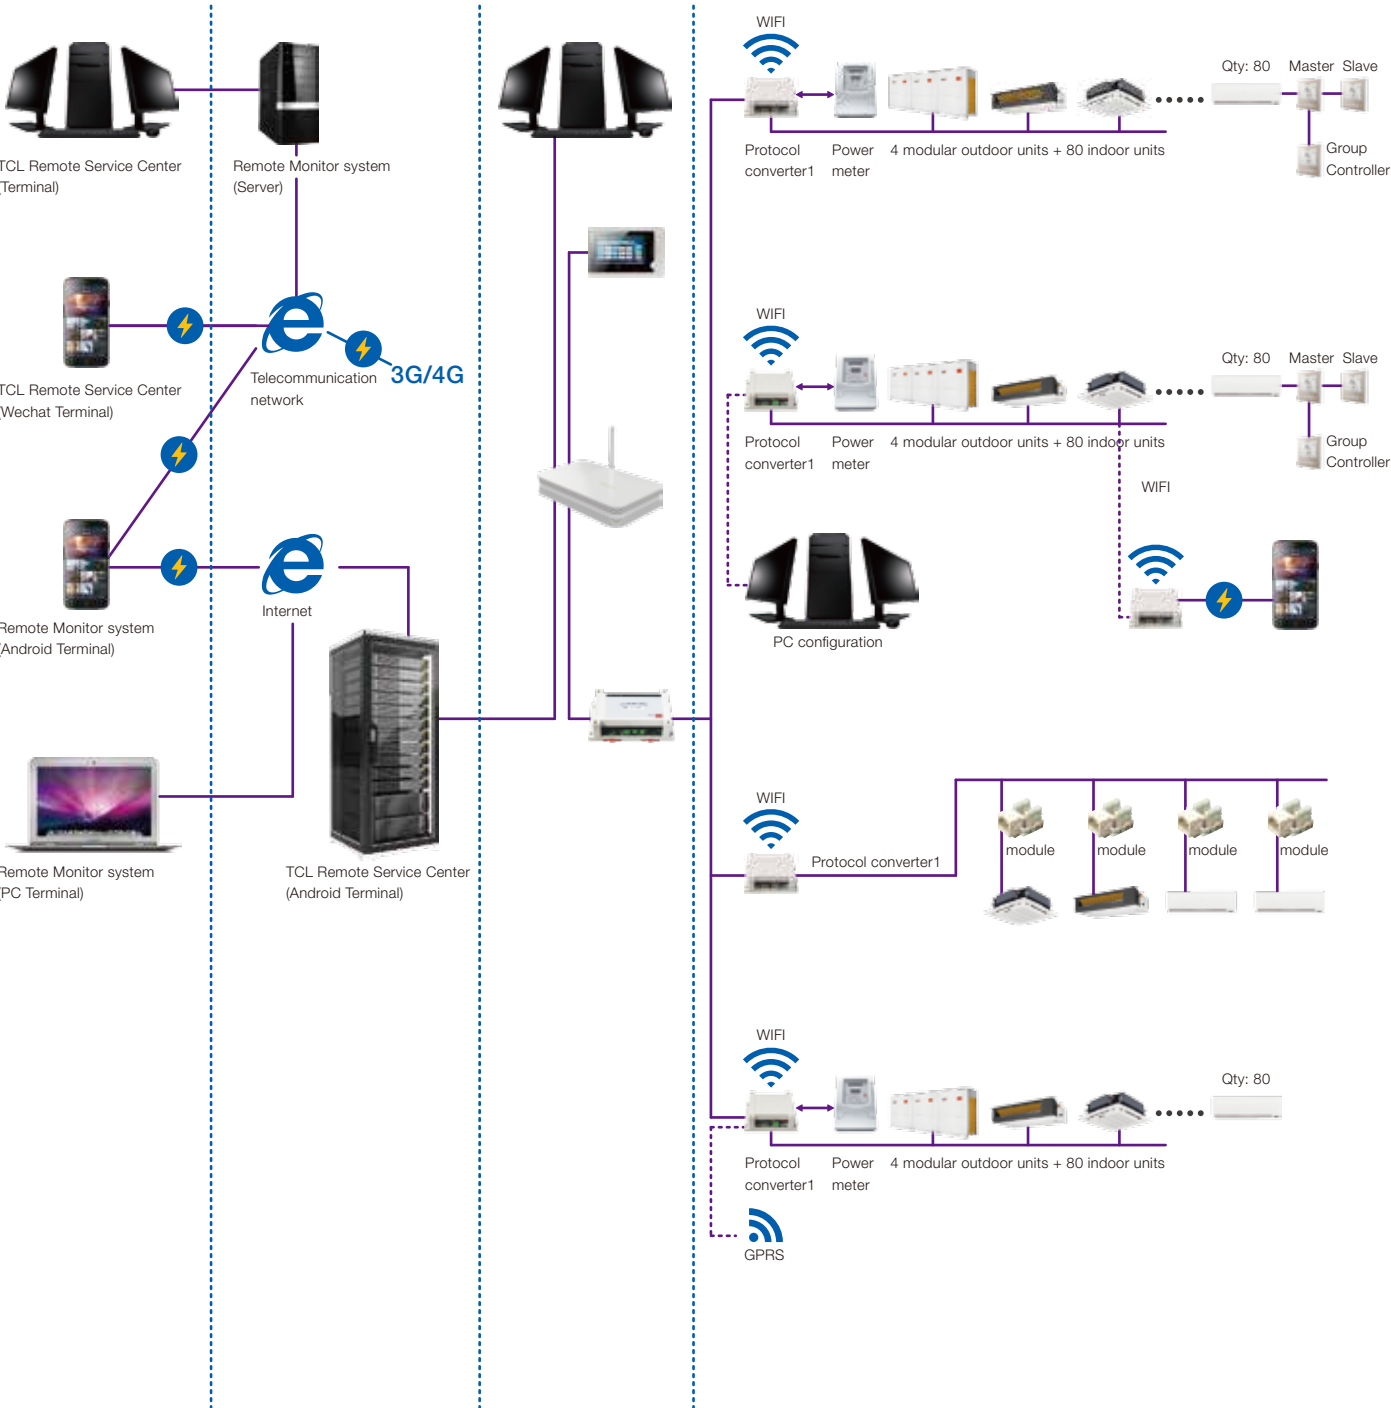 WIFI
Qty: 80 Master Slave
Protocol
converter1
Power
meter
4 modular outdoor units + 80 indoor units
Group
Controller
TCL Remote Service Center
(Terminal)
Remote Monitor system
(Server)
WIFI
Qty: 80 Master Slave
TCL Remote Service Center
(Wechat Terminal)
Telecommunication
network
3G/4G
Protocol
converter1
Power
meter
4 modular outdoor units + 80 indoor units
Group
Controller
WIFI
Remote Monitor system
(Android Terminal)
Internet
PC configuration
WIFI
Protocol converter1
module
module
module
module
Remote Monitor system
(PC Terminal)
TCL Remote Service Center
(Android Terminal)
WIFI
Qty: 80
Protocol
converter1
Power
meter
4 modular outdoor units + 80 indoor units
GPRS